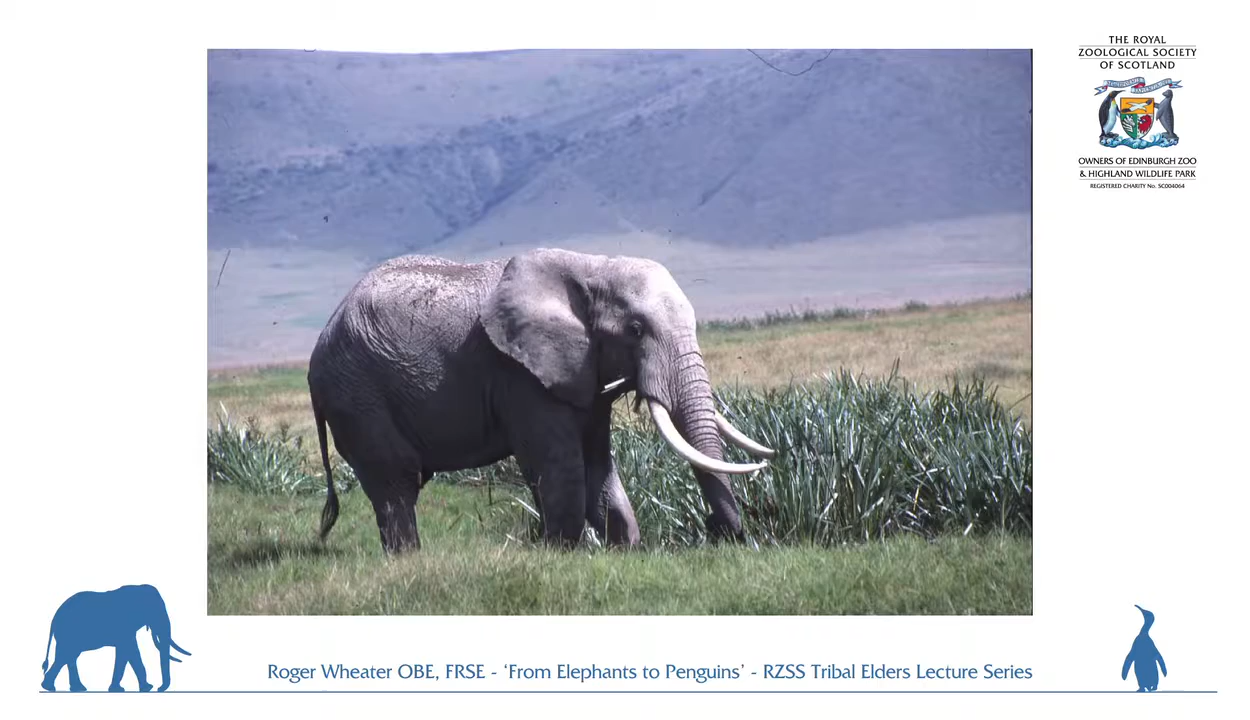 THE ROYAL
ZOOLOGICAL SOCIETY
OF SCOTLAND
OWNERS OF EDINBURGH ZOO
& HIGHLAND WILDLIFE PARK
REGISTERED CHARITY No. SC004064
Roger Wheater OBE, FRSE - ‘From Elephants to Penguins’ - RZSS Tribal Elders Lecture Series